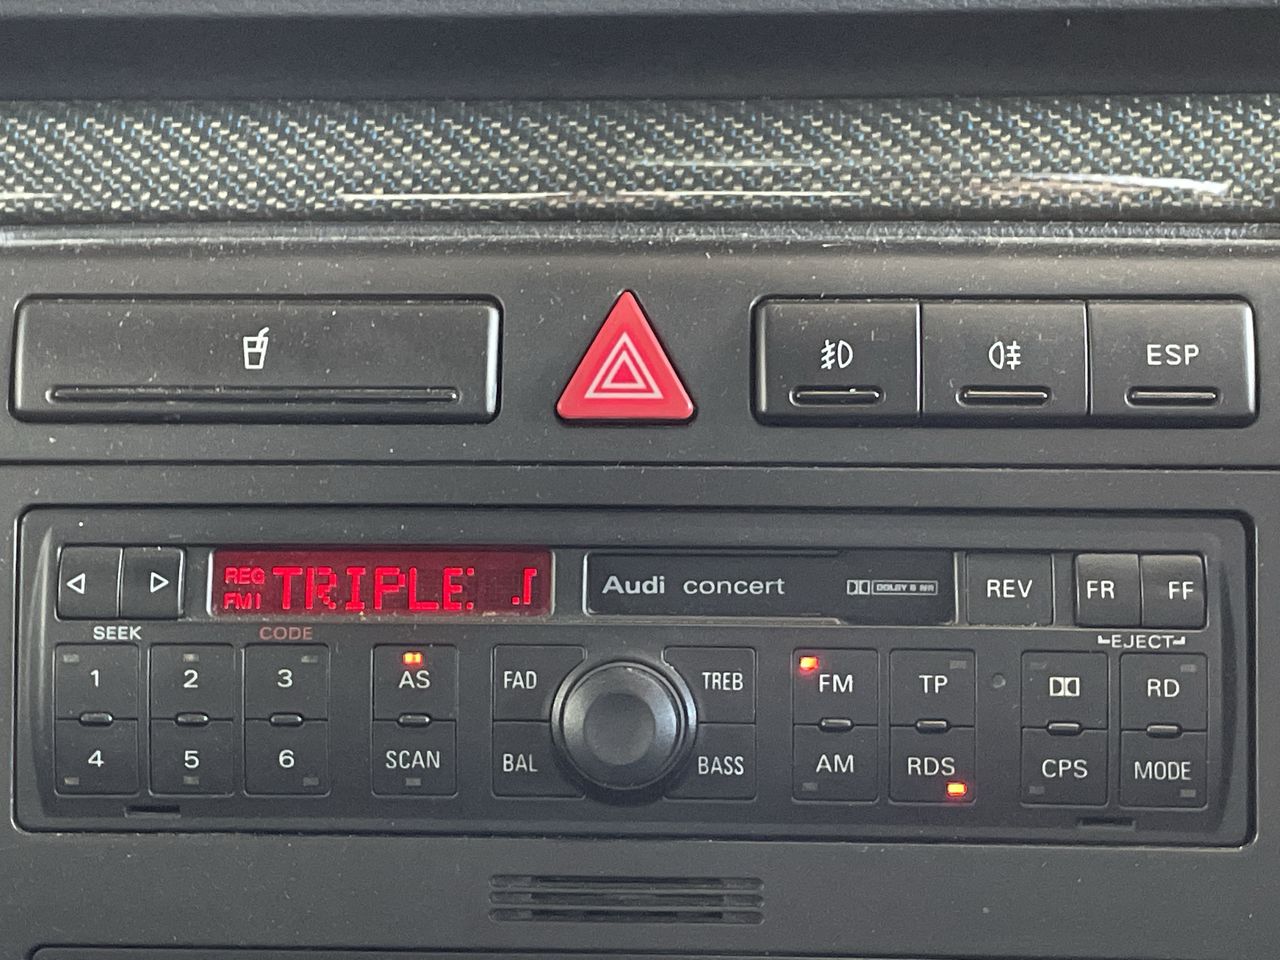 ESP
REG
FM1
TRIPLE: .J
Audi concert
DOLBY B NR
REV
FR
FF
SEEK
CODE
EJECT
1
2
3
AS
FAD
TREB
FM
TP
RD
4
5
6
SCAN
BAL
BASS
AM
RDS
CPS
MODE